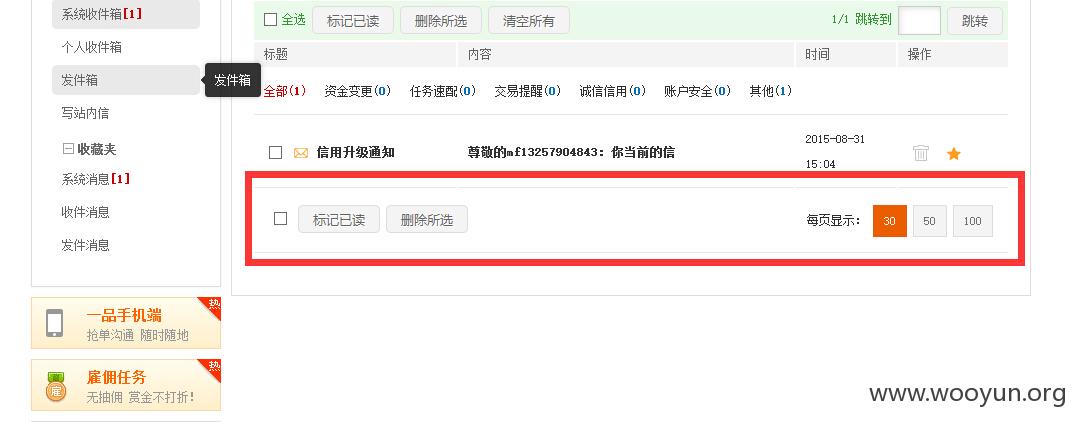 系统收件箱[1]
个人收件箱
发件箱
发件箱
写站内信
收藏夹
系统消息[1]
收件消息
发件消息
一品手机端
抢单沟通 随时随地
热
雇佣任务
无抽佣 赏金不打折!
热
雇
全选 标记已读 删除所选 清空所有 1/1 跳转到 跳转
标题 内容 时间 操作
全部(1) 资金变更(0) 任务速配(0) 交易提醒(0) 诚信信用(0) 账户安全(0) 其他(1)
信用升级通知 尊敬的mf13257904843：你当前的信 2015-08-31
15:04
标记已读 删除所选 每页显示： 30 50 100
www.wooyun.org